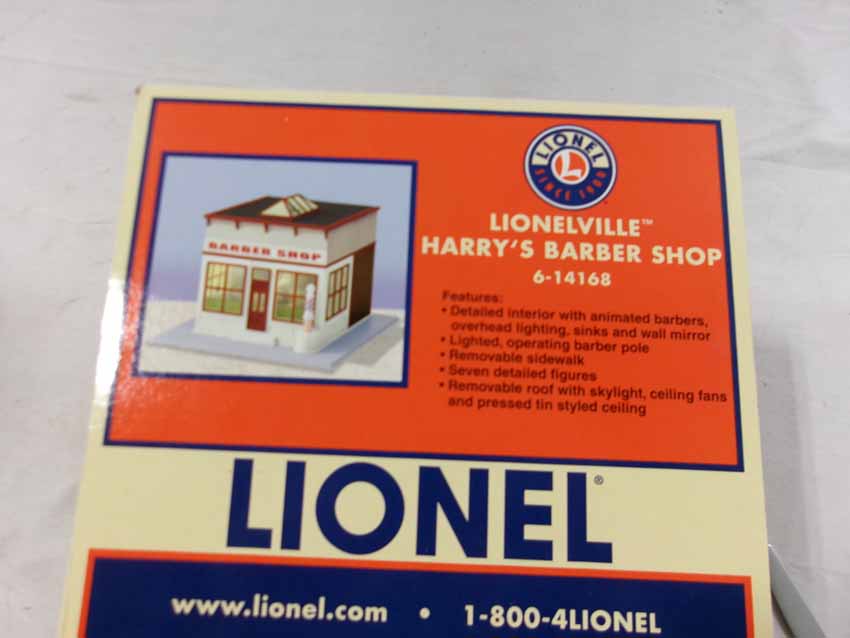 LIONEL
L
SINCE 1900
LIONELVILLE™
HARRY'S BARBER SHOP
6-14168
BARBER SHOP
Features:
• Detailed interior with animated barbers,
overhead lighting, sinks and wall mirror
• Lighted, operating barber pole
• Removable sidewalk
• Seven detailed figures
• Removable roof with skylight, ceiling fans
and pressed tin styled ceiling
LIONEL®
www.lionel.com • 1-800-4LIONEL